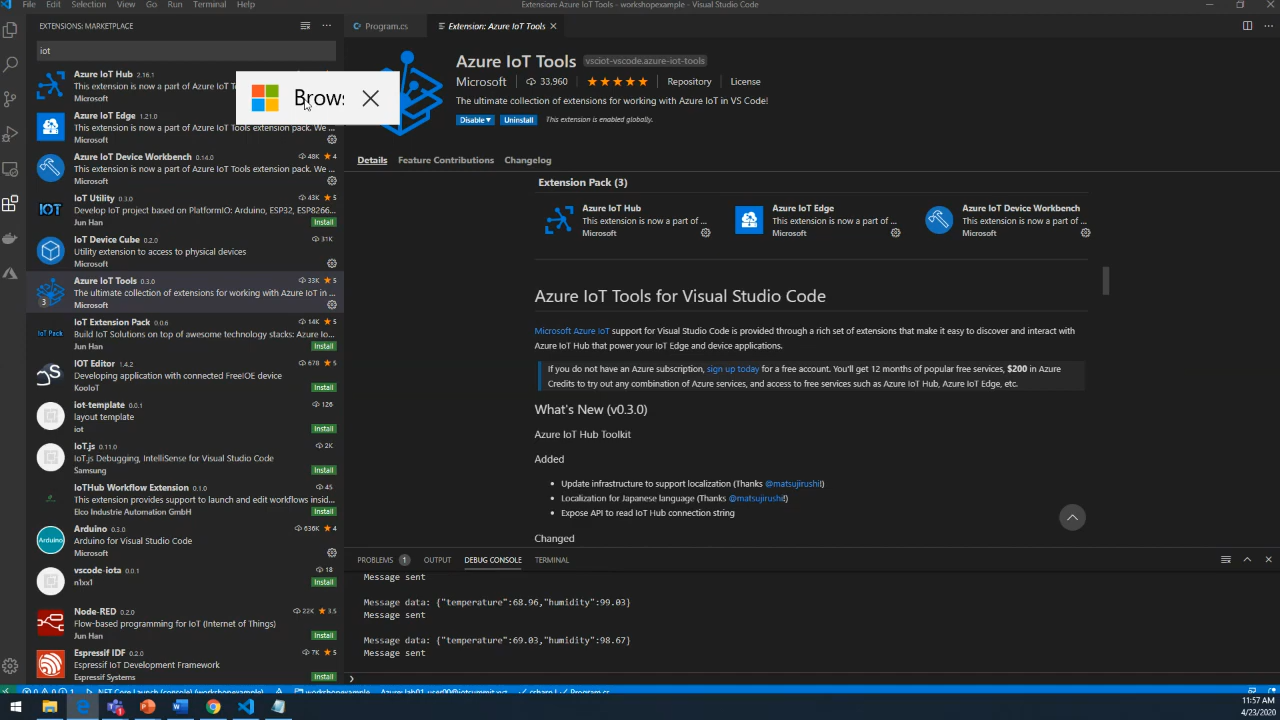 File Edit Selection View Go Run Terminal Help
Extension: Azure IoT Tools - workshopexample - Visual Studio Code
EXTENSIONS: MARKETPLACE
iot
Azure IoT Hub 2.16.1
This extension is now a part of Azure IoT
Microsoft
Azure IoT Edge 1.21.0
This extension is now a part of Azure IoT Tools extension pack. We ...
Microsoft
Azure IoT Device Workbench 0.14.0 48K 4
This extension is now a part of Azure IoT Tools extension pack. We ...
Microsoft
IoT Utility 0.3.0 43K 5
Develop IoT project based on PlatformIO: Arduino, ESP32, ESP8266...
Jun Han Install
IoT Device Cube 0.2.0 31K
Utility extension to access to physical devices
Microsoft
Azure IoT Tools 0.3.0 33K 5
The ultimate collection of extensions for working with Azure IoT in ...
3 Microsoft
IoT Extension Pack 0.0.6 14K 5
IoT Pack Build IoT Solutions on top of awesome technology stacks: Azure Io...
Jun Han Install
IOT Editor 1.4.2 678 5
Developing application with connected FreeIOE device
KooIoT Install
iot-template 0.0.1 126
layout template
iot Install
IoT.js 0.11.0 2K
IoT.js Debugging, IntelliSense for Visual Studio Code
Samsung Install
IoTHub Workflow Extension 0.1.0 45
This extension provides support to launch and edit workflows insid...
Elco Industrie Automation GmbH Install
Arduino 0.3.0 636K 4
Arduino for Visual Studio Code
Microsoft
vscode-iota 0.0.1 18
n1xx1 Install
Node-RED 0.2.0 22K 3.5
Flow-based programming for IoT (Internet of Things)
Jun Han Install
Espressif IDF 0.2.0 7K 5
Espressif IoT Development Framework
Espressif Systems Install
Brows
Program.cs
Extension: Azure IoT Tools
Azure IoT Tools vsciot-vscode.azure-iot-tools
Microsoft 33.960 Repository License
The ultimate collection of extensions for working with Azure IoT in VS Code!
Disable Uninstall This extension is enabled globally.
Details Feature Contributions Changelog
Extension Pack (3)
Azure IoT Hub
This extension is now a part of ...
Microsoft
Azure IoT Edge
This extension is now a part of ...
Microsoft
Azure IoT Device Workbench
This extension is now a part of ...
Microsoft
Azure IoT Tools for Visual Studio Code
Microsoft Azure IoT support for Visual Studio Code is provided through a rich set of extensions that make it easy to discover and interact with
Azure IoT Hub that power your IoT Edge and device applications.
If you do not have an Azure subscription, sign up today for a free account. You'll get 12 months of popular free services, $200 in Azure
Credits to try out any combination of Azure services, and access to free services such as Azure IoT Hub, Azure IoT Edge, etc.
What's New (v0.3.0)
Azure IoT Hub Toolkit
Added
Update infrastructure to support localization (Thanks @matsujirushi!)
Localization for Japanese language (Thanks @matsujirushi!)
Expose API to read IoT Hub connection string
Changed
PROBLEMS 1 OUTPUT DEBUG CONSOLE TERMINAL
Message sent
Message data: {"temperature":68.96,"humidity":99.03}
Message sent
Message data: {"temperature":69.03,"humidity":98.67}
Message sent
0 0 1 .NET Core Launch (console) (workshopexample) workshopexample Azure: lab01_user00@iotsummit.xyz csharp Program.cs
11:57 AM
4/23/2020